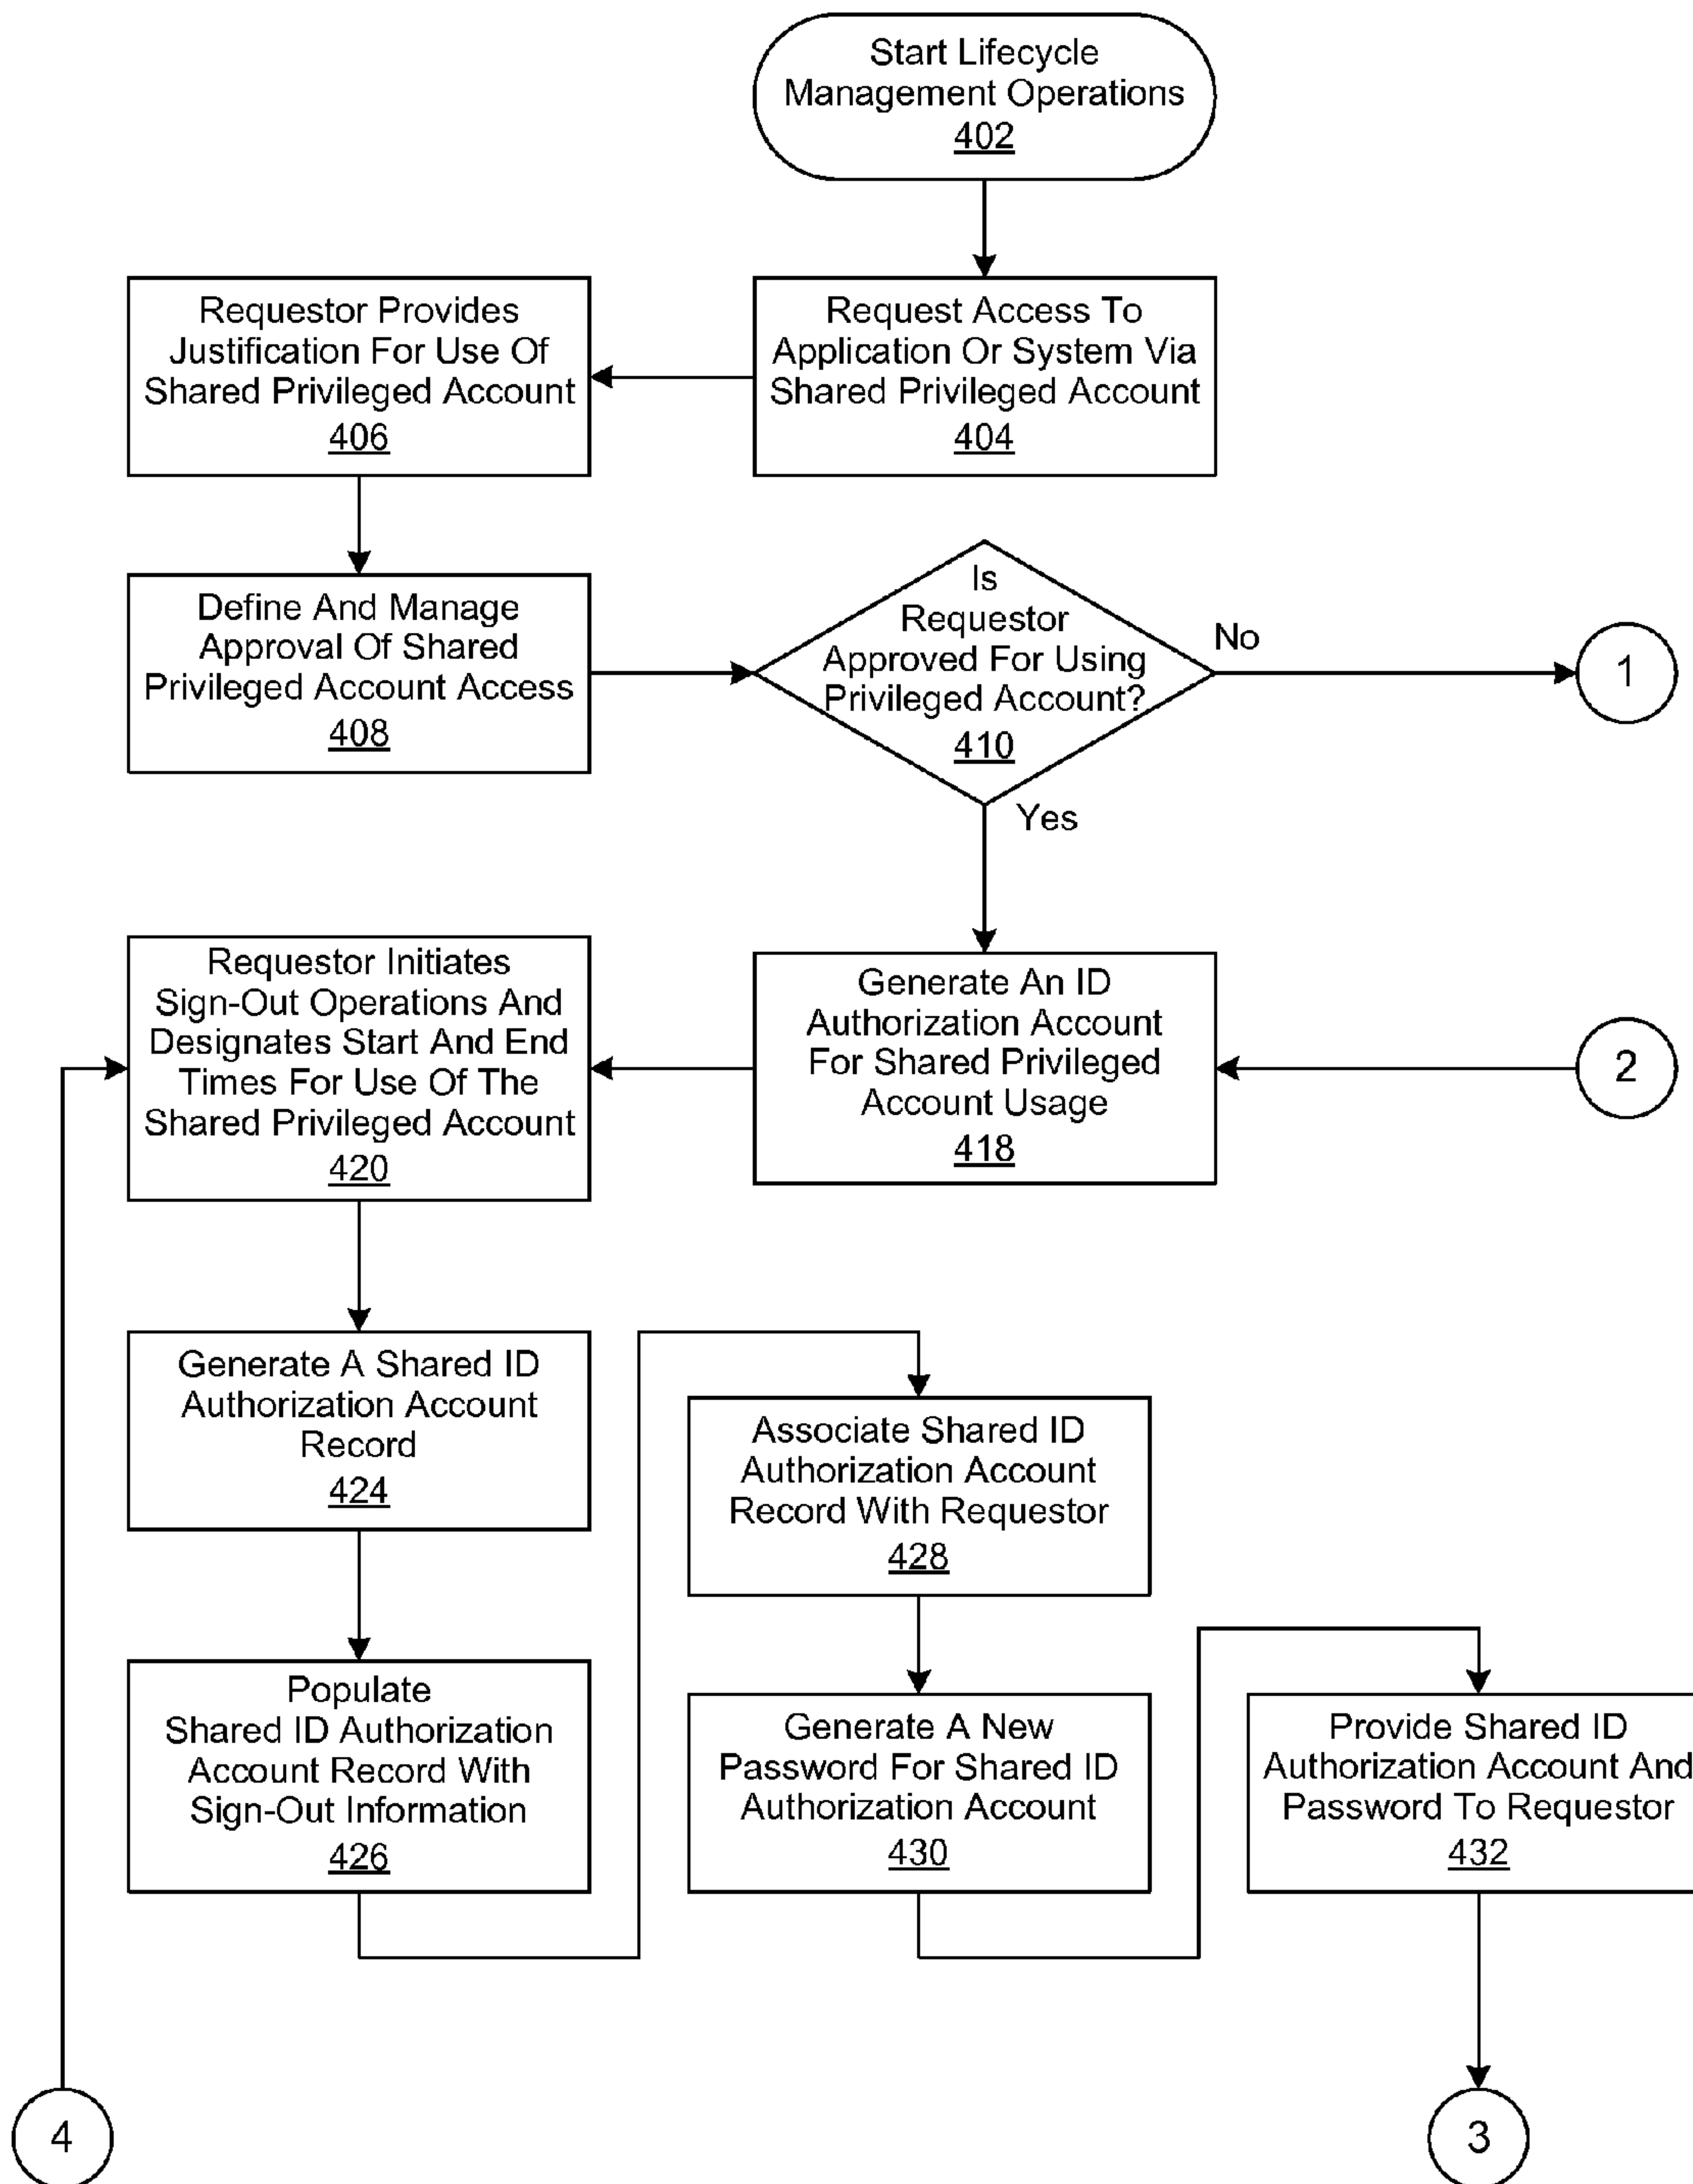 Start Lifecycle
Management Operations
402
Request Access To
Application Or System Via
Shared Privileged Account
404
Requestor Provides
Justification For Use Of
Shared Privileged Account
406
Define And Manage
Approval Of Shared
Privileged Account Access
408
Is
Requestor
Approved For Using
Privileged Account?
410
No
1
Yes
Generate An ID
Authorization Account
For Shared Privileged
Account Usage
418
2
Requestor Initiates
Sign-Out Operations And
Designates Start And End
Times For Use Of The
Shared Privileged Account
420
Generate A Shared ID
Authorization Account
Record
424
Populate
Shared ID Authorization
Account Record With
Sign-Out Information
426
Associate Shared ID
Authorization Account
Record With Requestor
428
Generate A New
Password For Shared ID
Authorization Account
430
Provide Shared ID
Authorization Account And
Password To Requestor
432
4
3